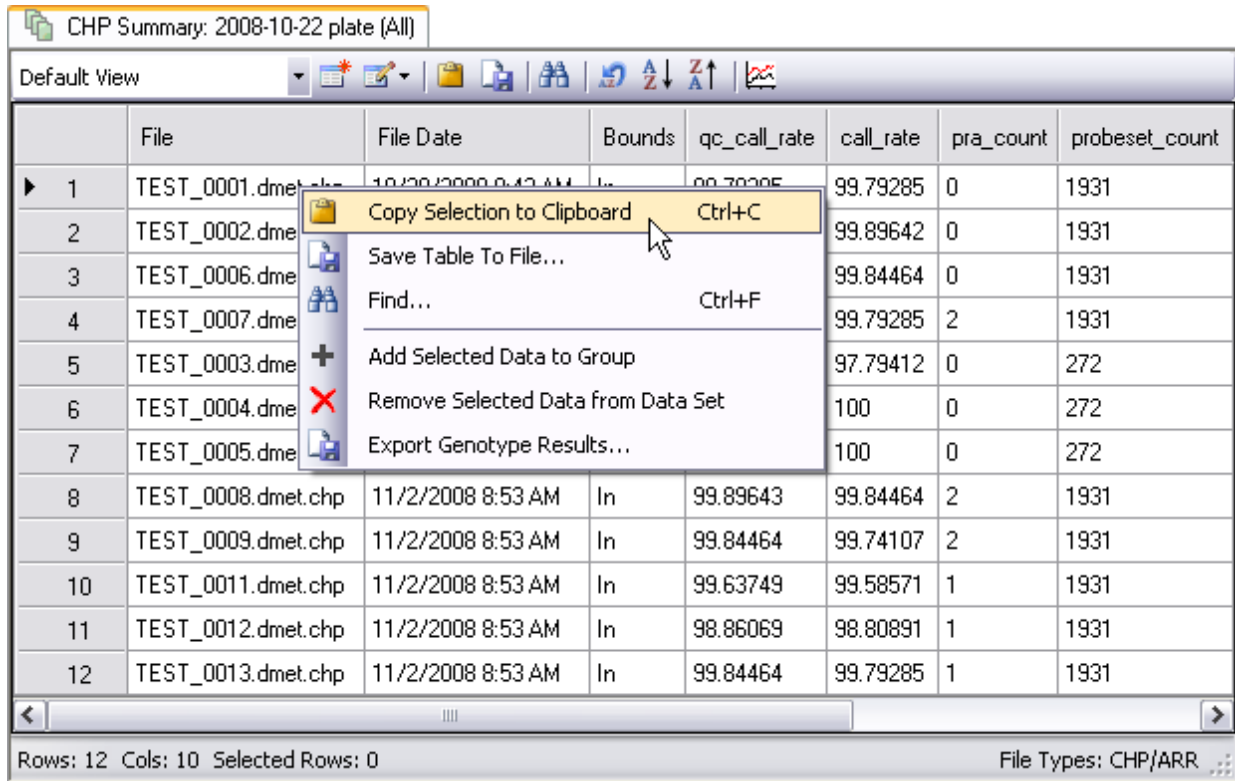 CHP Summary: 2008-10-22 plate (All)
Default View
File File Date Bounds qc_call_rate call_rate pra_count probeset_count
1 TEST_0001.dmet.chp 99.79285 0 1931
Copy Selection to Clipboard Ctrl+C
2 TEST_0002.dme 99.89642 0 1931
Save Table To File...
3 TEST_0006.dme 99.84464 0 1931
Find... Ctrl+F
4 TEST_0007.dme 99.79285 2 1931
Add Selected Data to Group
5 TEST_0003.dme 97.79412 0 272
Remove Selected Data from Data Set
6 TEST_0004.dme 100 0 272
Export Genotype Results...
7 TEST_0005.dme 100 0 272
8 TEST_0008.dmet.chp 11/2/2008 8:53 AM In 99.89643 99.84464 2 1931
9 TEST_0009.dmet.chp 11/2/2008 8:53 AM In 99.84464 99.74107 2 1931
10 TEST_0011.dmet.chp 11/2/2008 8:53 AM In 99.63749 99.58571 1 1931
11 TEST_0012.dmet.chp 11/2/2008 8:53 AM In 98.86069 98.80891 1 1931
12 TEST_0013.dmet.chp 11/2/2008 8:53 AM In 99.84464 99.79285 1 1931
Rows: 12 Cols: 10 Selected Rows: 0 File Types: CHP/ARR